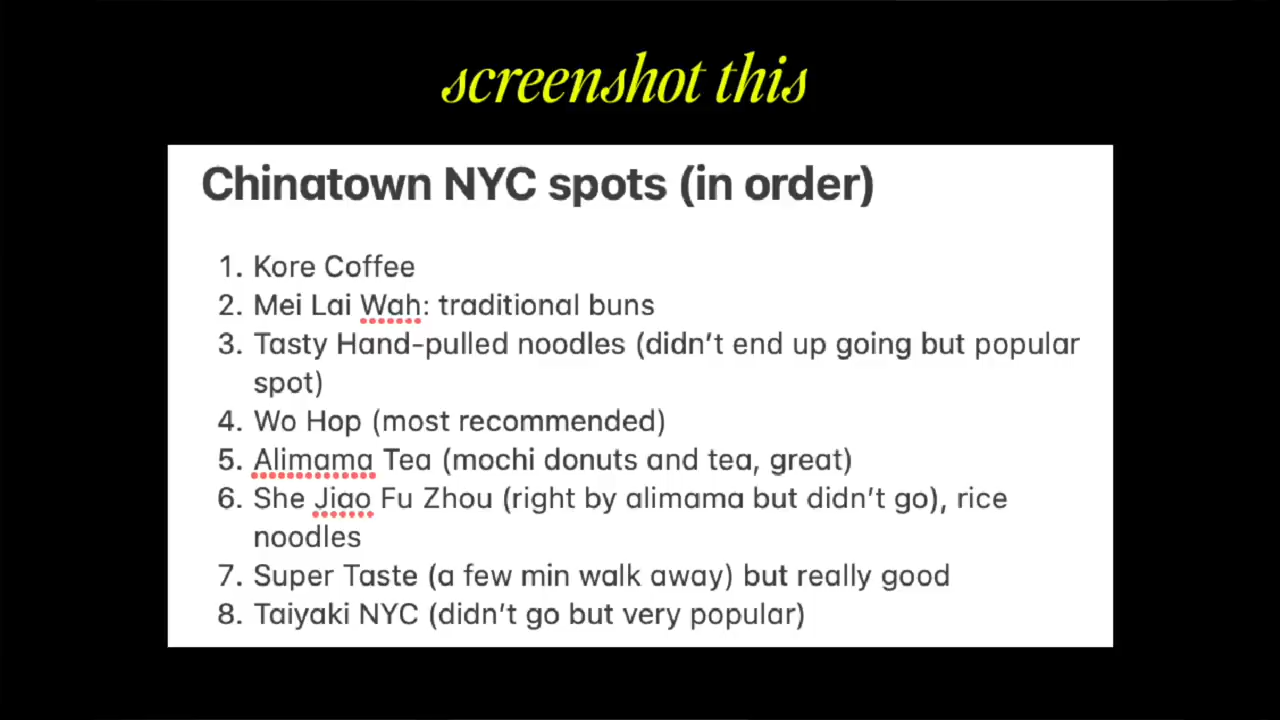 screenshot this
Chinatown NYC spots (in order)
1. Kore Coffee
2. Mei Lai Wah: traditional buns
3. Tasty Hand-pulled noodles (didn't end up going but popular
spot)
4. Wo Hop (most recommended)
5. Alimama Tea (mochi donuts and tea, great)
6. She Jiao Fu Zhou (right by alimama but didn't go), rice
noodles
7. Super Taste (a few min walk away) but really good
8. Taiyaki NYC (didn't go but very popular)